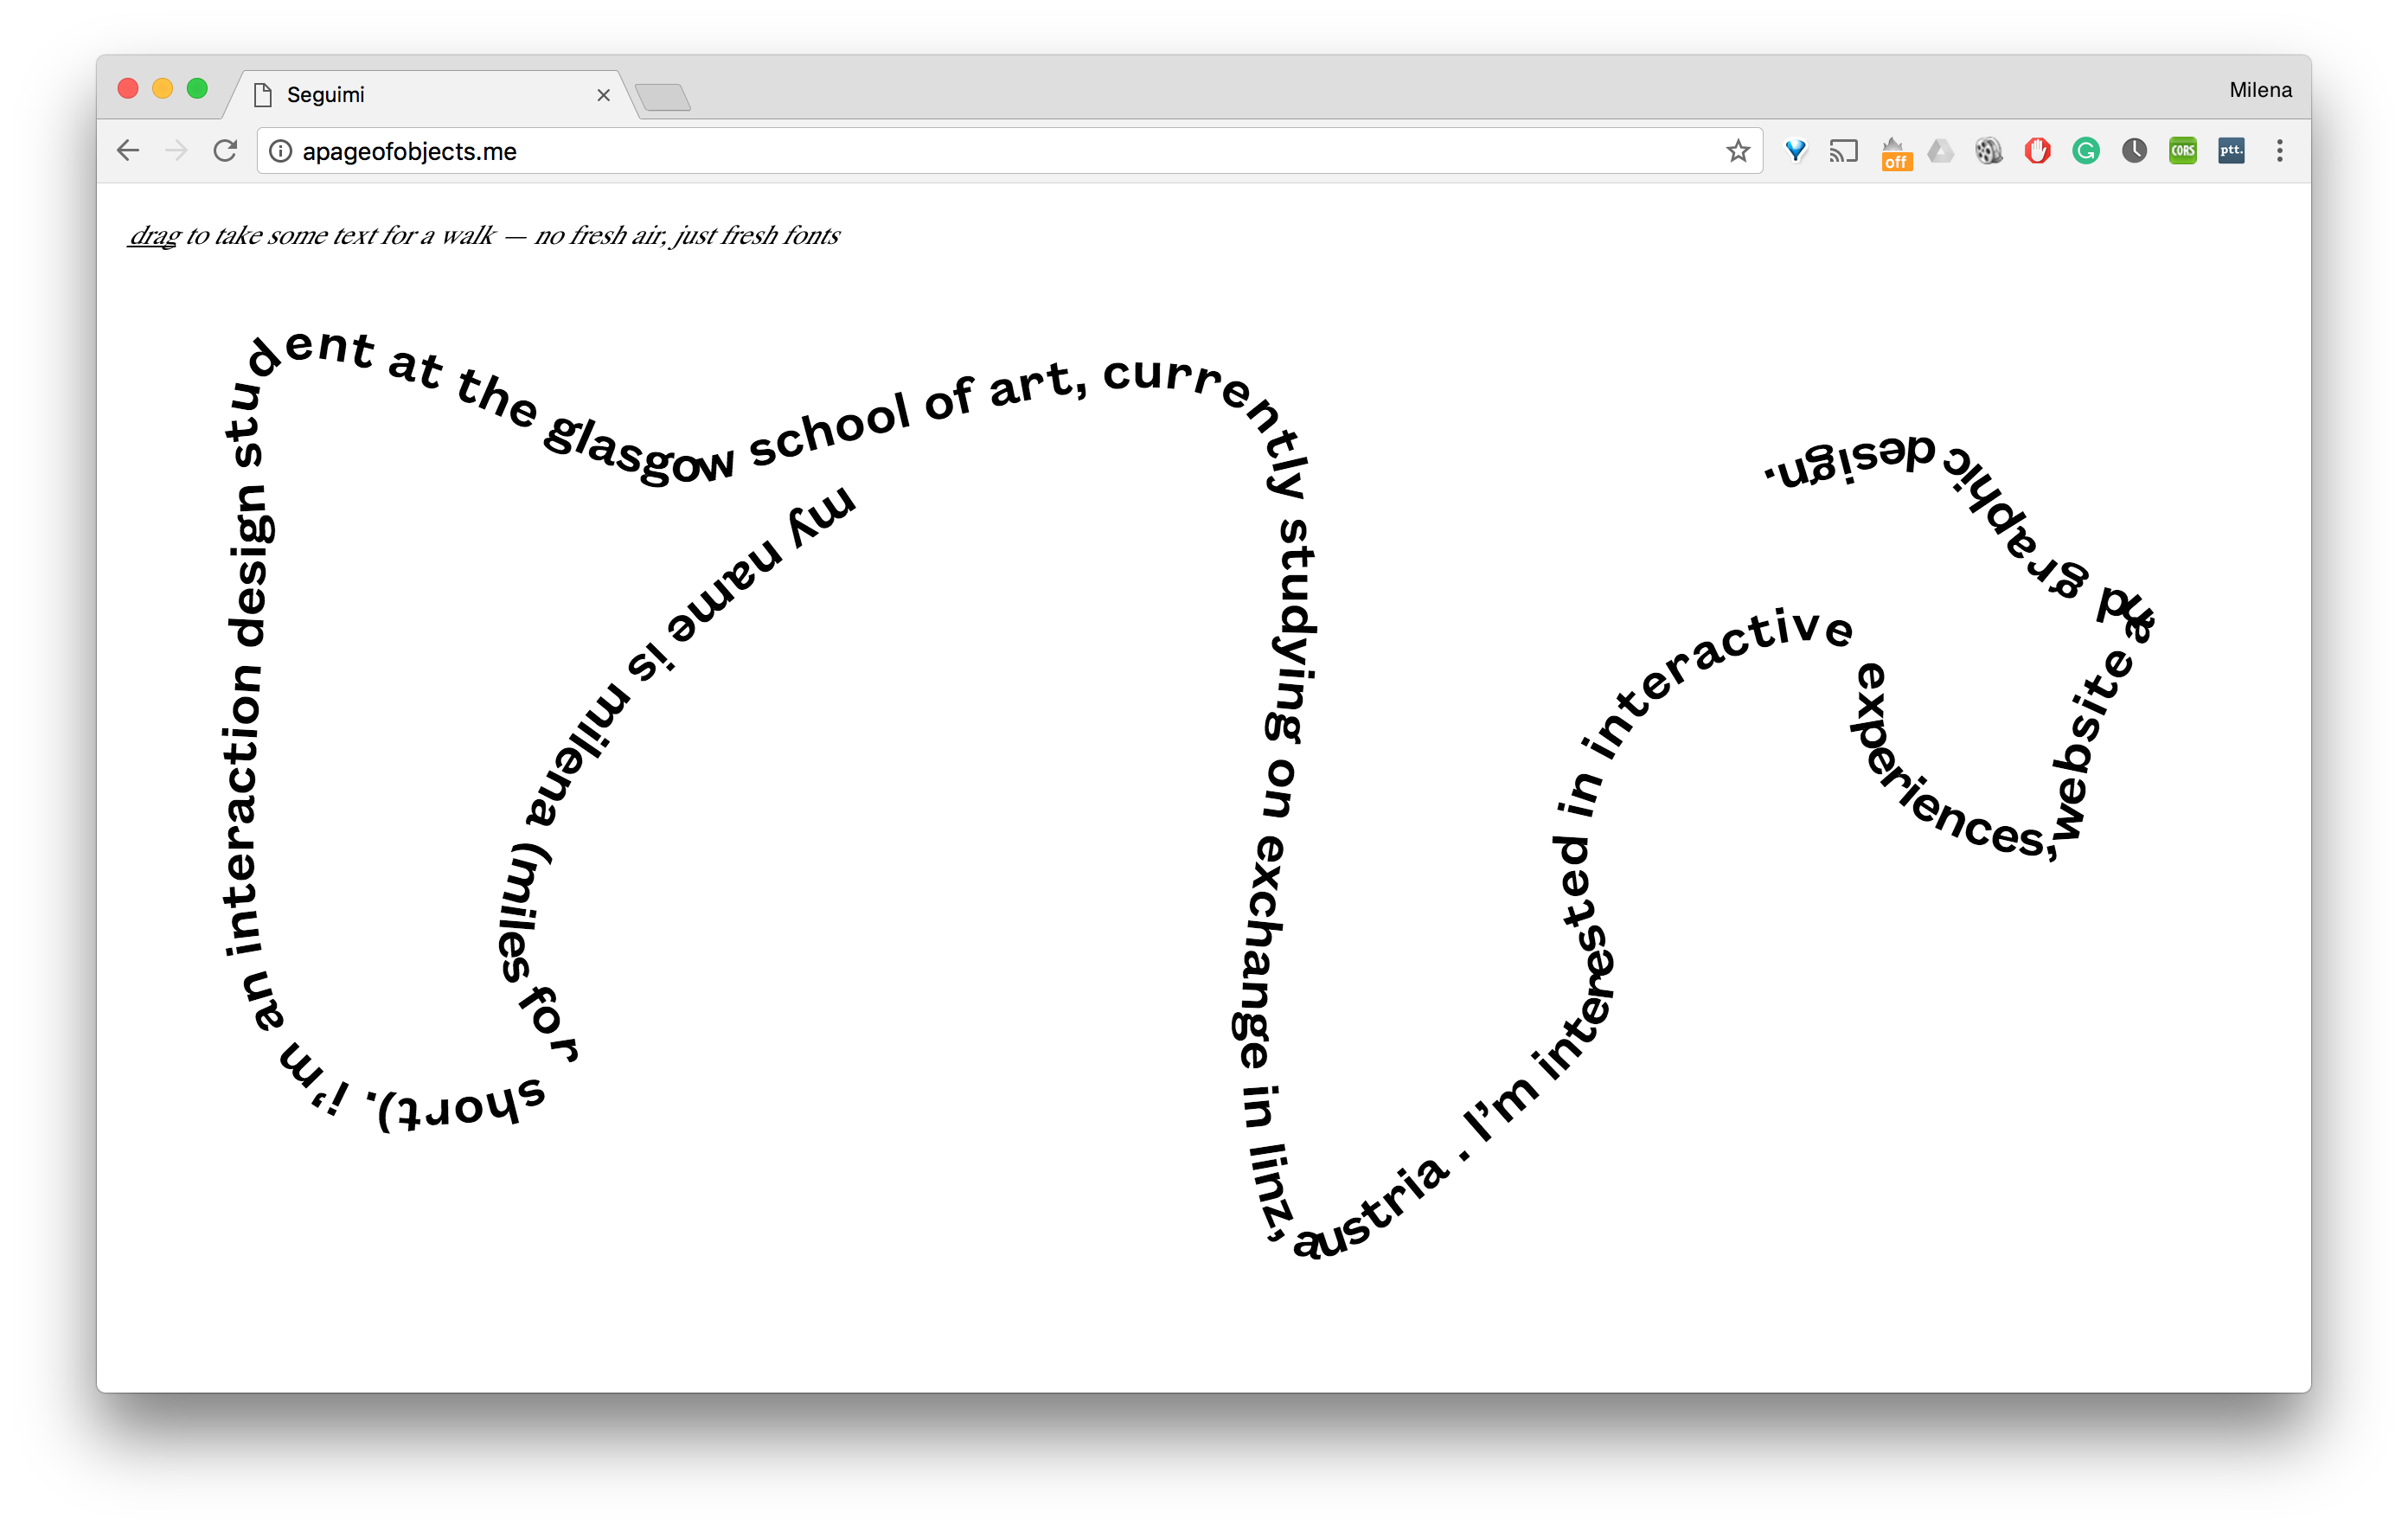 Seguimi
Milena
apageofobjects.me
off
CORS
ptt.
drag to take some text for a walk — no fresh air, just fresh fonts
my name is milena (miles for short). i'm an interaction design student at the glasgow school of art, currently studying on exchange in linz, austria . I'm interested in interactive experiences, website and graphic design.